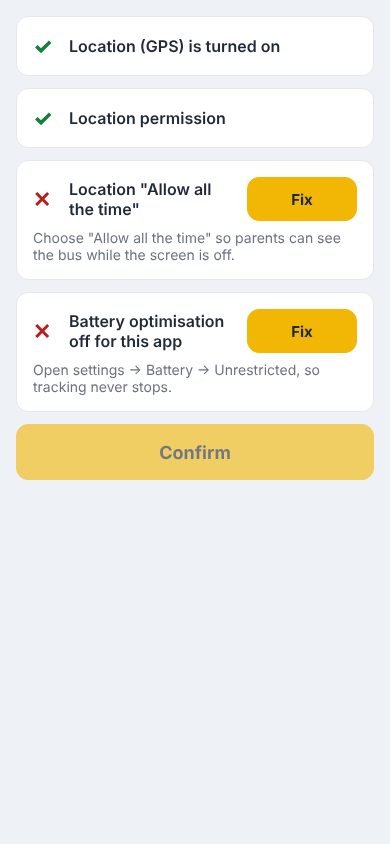 Location (GPS) is turned on
Location permission
Location "Allow all
the time"
Fix
Choose "Allow all the time" so parents can see
the bus while the screen is off.
Battery optimisation
off for this app
Fix
Open settings → Battery → Unrestricted, so
tracking never stops.
Confirm